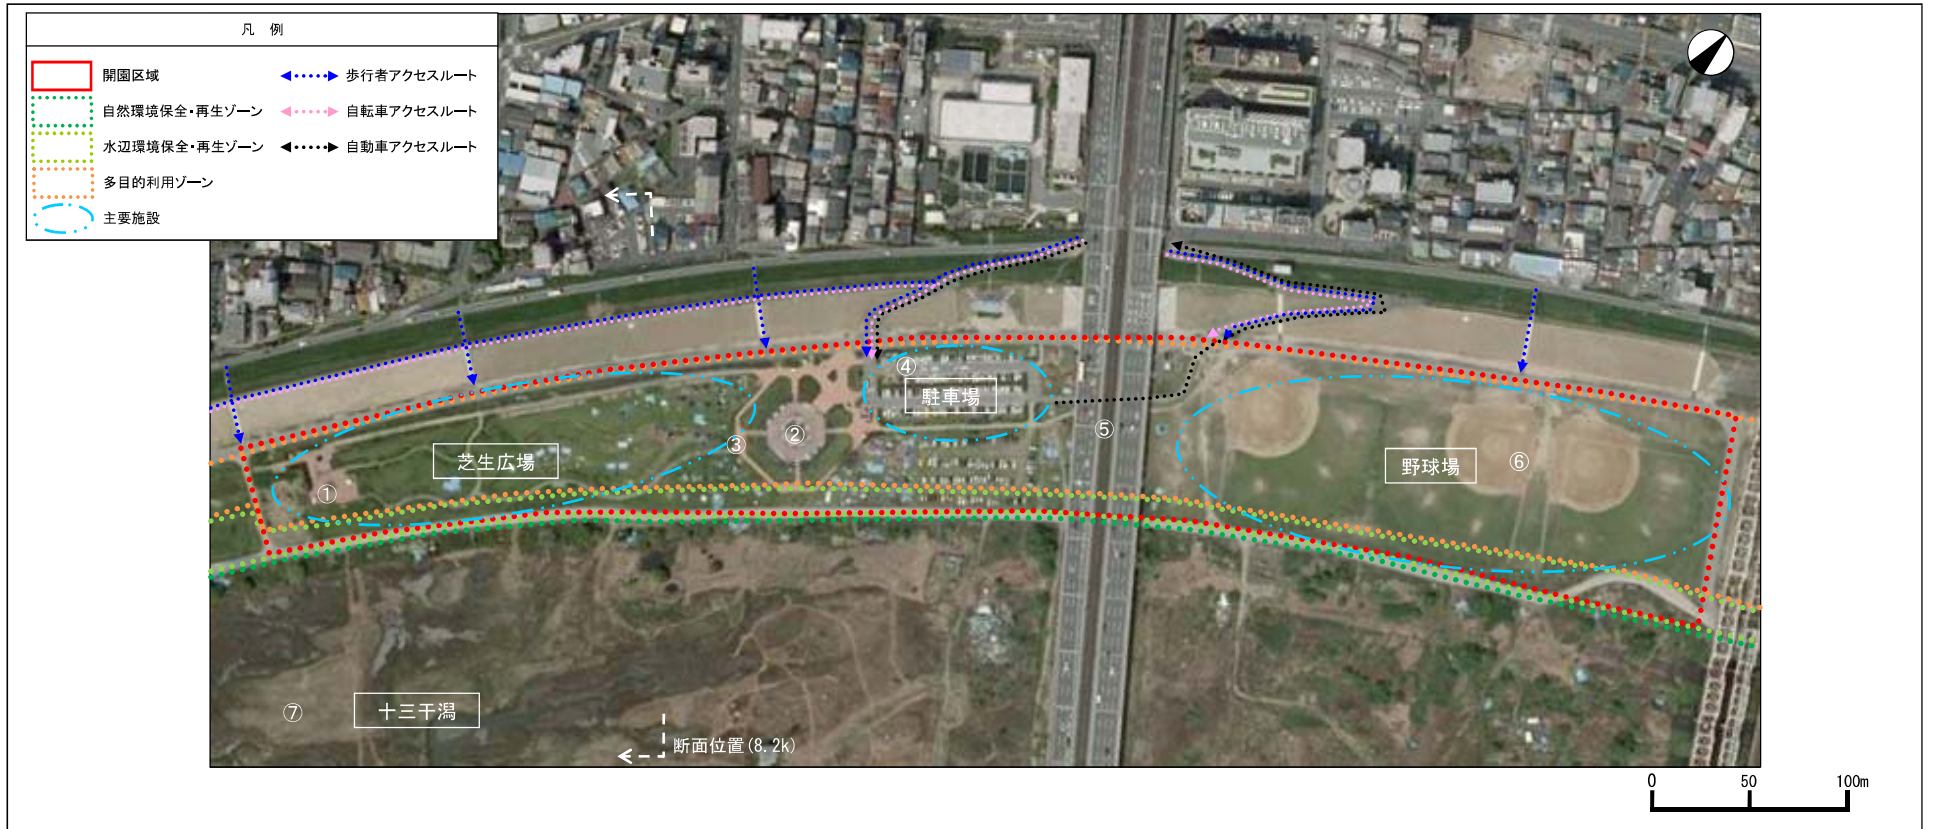 凡 例
開園区域
自然環境保全・再生ゾーン
水辺環境保全・再生ゾーン
多目的利用ゾーン
主要施設
歩行者アクセスルート
自転車アクセスルート
自動車アクセスルート
④
駐車場
③
②
⑤
芝生広場
①
野球場
⑥
⑦
十三干潟
断面位置(8.2k)
0 50 100m